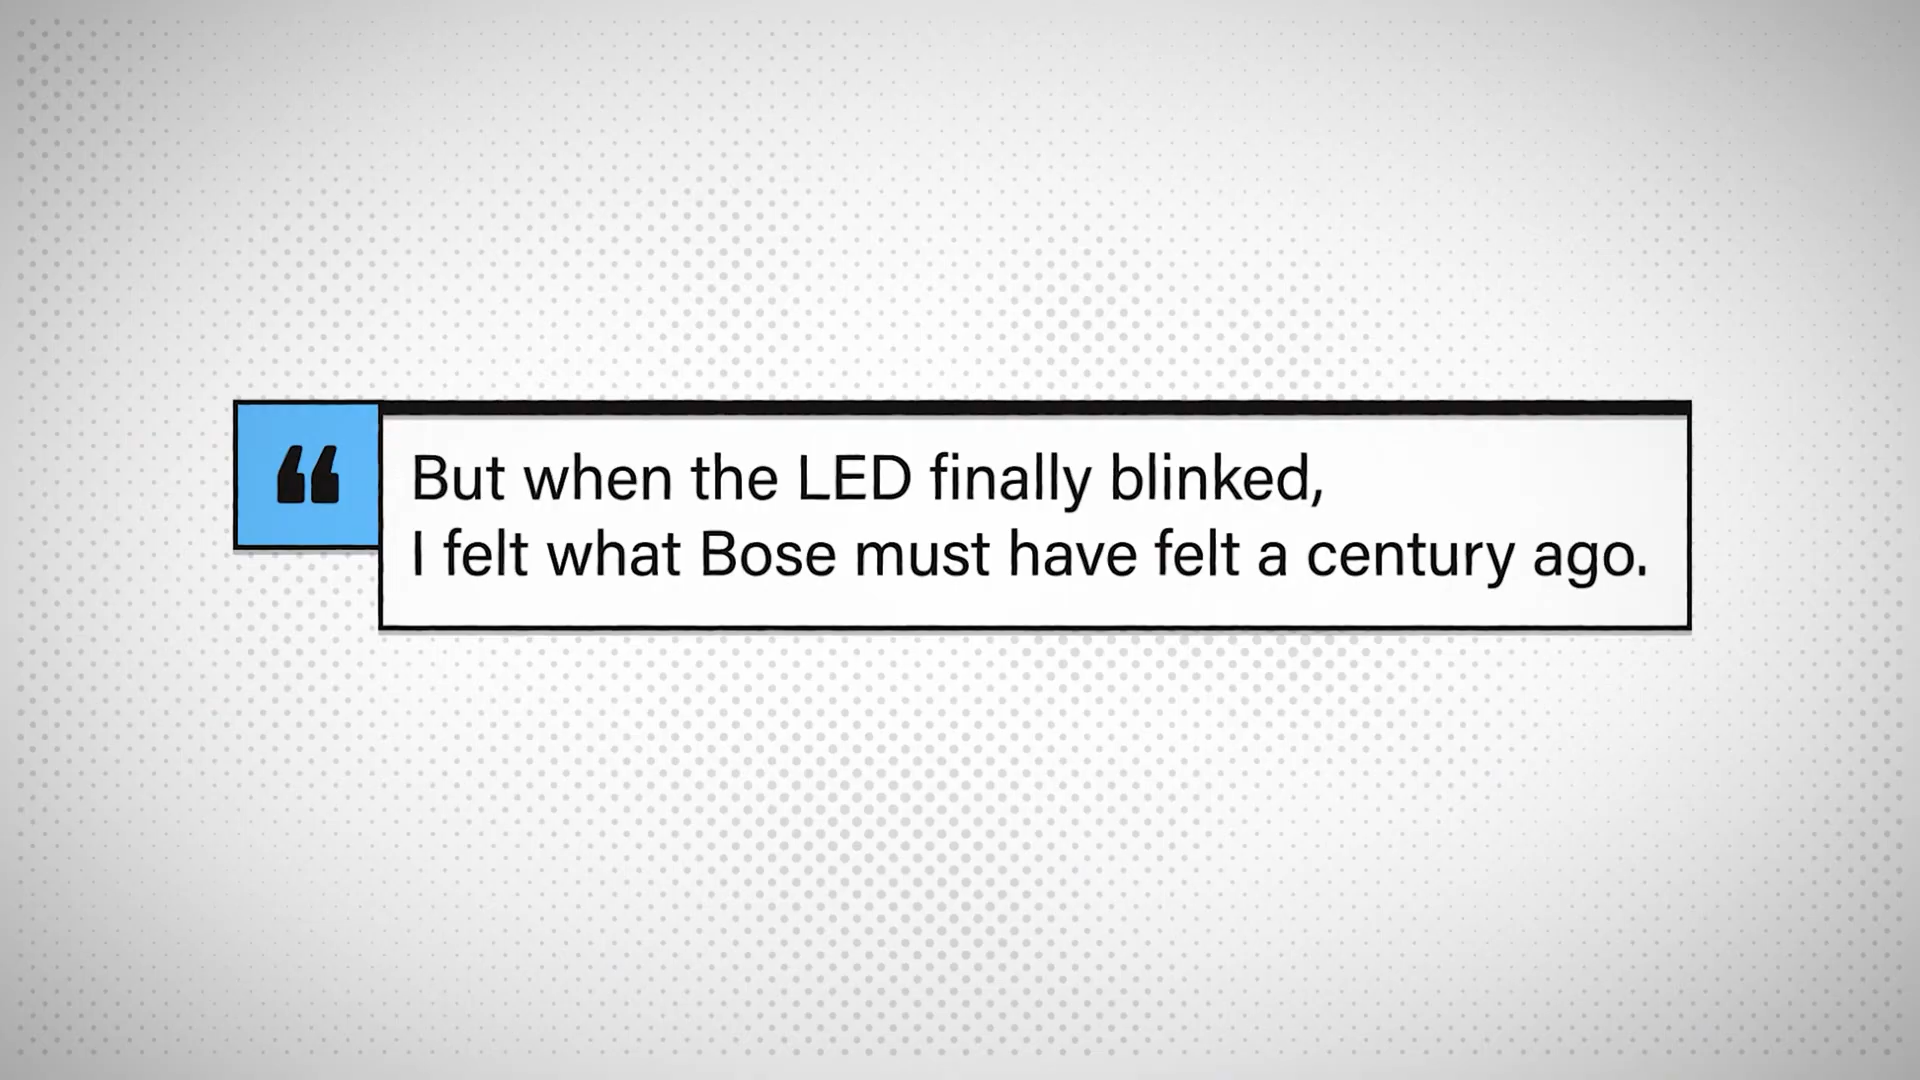 ❝ But when the LED finally blinked,
I felt what Bose must have felt a century ago.